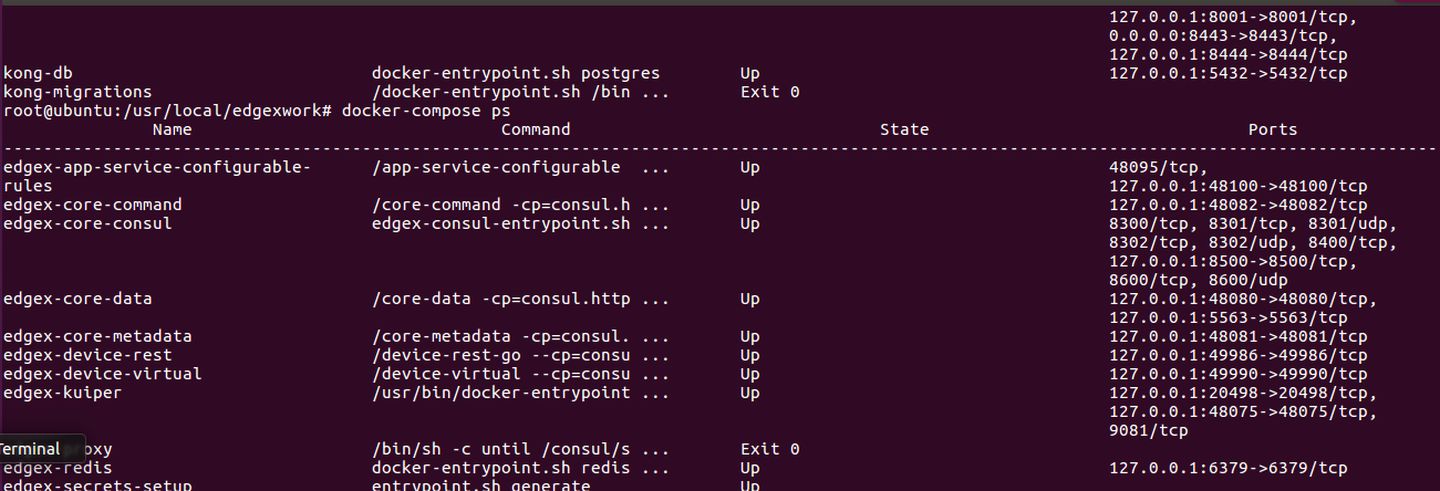 127.0.0.1:8001->8001/tcp,
0.0.0.0:8443->8443/tcp,
127.0.0.1:8444->8444/tcp
kong-db docker-entrypoint.sh postgres Up 127.0.0.1:5432->5432/tcp
kong-migrations /docker-entrypoint.sh /bin ... Exit 0
root@ubuntu:/usr/local/edgexwork# docker-compose ps
Name Command State Ports
--------------------------------------------------------------------------------------------------------------------------------
edgex-app-service-configurable- /app-service-configurable ... Up 48095/tcp,
rules 127.0.0.1:48100->48100/tcp
edgex-core-command /core-command -cp=consul.h ... Up 127.0.0.1:48082->48082/tcp
edgex-core-consul edgex-consul-entrypoint.sh ... Up 8300/tcp, 8301/tcp, 8301/udp,
8302/tcp, 8302/udp, 8400/tcp,
127.0.0.1:8500->8500/tcp,
8600/tcp, 8600/udp
edgex-core-data /core-data -cp=consul.http ... Up 127.0.0.1:48080->48080/tcp,
127.0.0.1:5563->5563/tcp
edgex-core-metadata /core-metadata -cp=consul. ... Up 127.0.0.1:48081->48081/tcp
edgex-device-rest /device-rest-go --cp=consu ... Up 127.0.0.1:49986->49986/tcp
edgex-device-virtual /device-virtual --cp=consu ... Up 127.0.0.1:49990->49990/tcp
edgex-kuiper /usr/bin/docker-entrypoint ... Up 127.0.0.1:20498->20498/tcp,
127.0.0.1:48075->48075/tcp,
9081/tcp
Terminal oxy /bin/sh -c until /consul/s ... Exit 0
edgex-redis docker-entrypoint.sh redis ... Up 127.0.0.1:6379->6379/tcp
edgex-secrets-setup entrypoint.sh generate Up